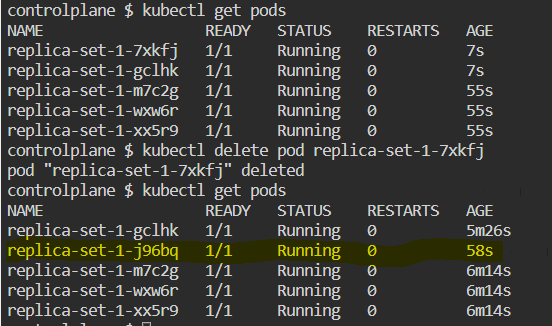 controlplane $ kubectl get pods
NAME                  READY   STATUS    RESTARTS   AGE
replica-set-1-7xkfj   1/1     Running   0          7s
replica-set-1-gclhk   1/1     Running   0          7s
replica-set-1-m7c2g   1/1     Running   0          55s
replica-set-1-wxw6r   1/1     Running   0          55s
replica-set-1-xx5r9   1/1     Running   0          55s
controlplane $ kubectl delete pod replica-set-1-7xkfj
pod "replica-set-1-7xkfj" deleted
controlplane $ kubectl get pods
NAME                  READY   STATUS    RESTARTS   AGE
replica-set-1-gclhk   1/1     Running   0          5m26s
replica-set-1-j96bq   1/1     Running   0          58s
replica-set-1-m7c2g   1/1     Running   0          6m14s
replica-set-1-wxw6r   1/1     Running   0          6m14s
replica-set-1-xx5r9   1/1     Running   0          6m14s
controlplane $